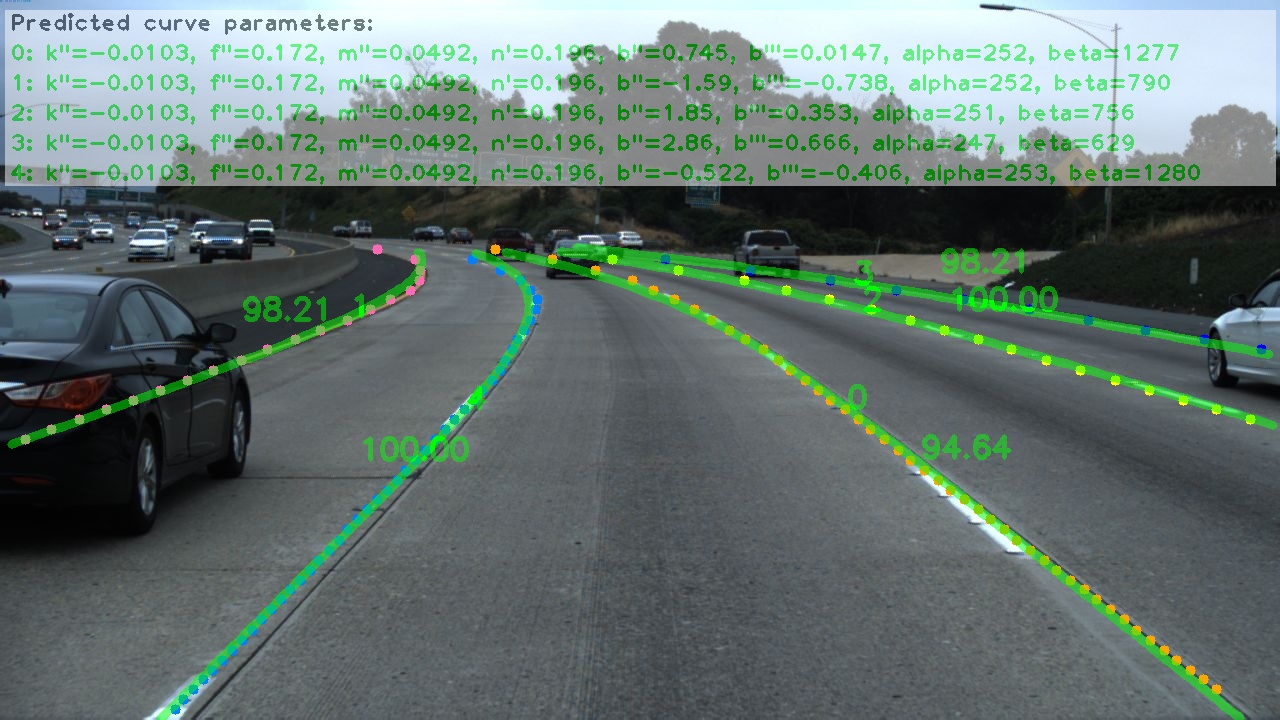 Predicted curve parameters:
0: k''=-0.0103, f''=0.172, m''=0.0492, n'=0.196, b''=0.745, b'''=0.0147, alpha=252, beta=1277
1: k''=-0.0103, f''=0.172, m''=0.0492, n'=0.196, b''=-1.59, b'''=-0.738, alpha=252, beta=790
2: k''=-0.0103, f''=0.172, m''=0.0492, n'=0.196, b''=1.85, b'''=0.353, alpha=251, beta=756
3: k''=-0.0103, f''=0.172, m''=0.0492, n'=0.196, b''=2.86, b'''=0.666, alpha=247, beta=629
4: k''=-0.0103, f''=0.172, m''=0.0492, n'=0.196, b''=-0.522, b'''=-0.406, alpha=253, beta=1280
3 98.21
2 100.00
98.21 1
0
100.00
94.64